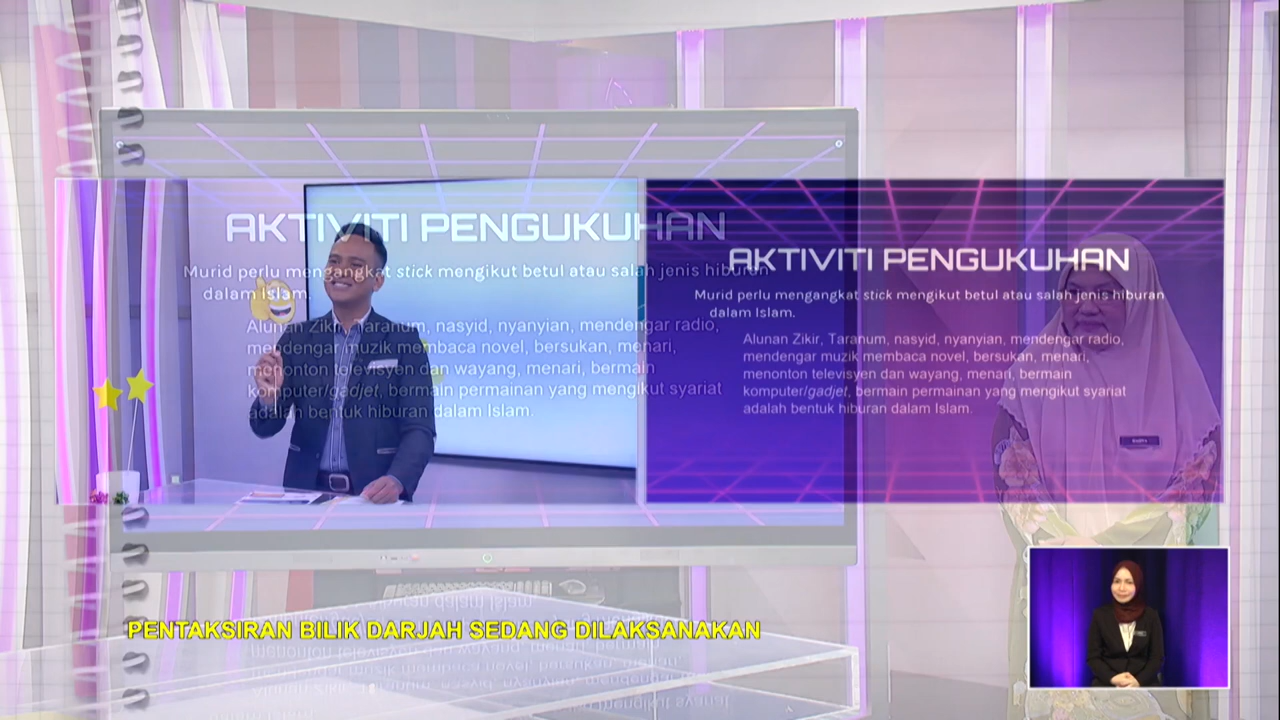 AKTIVITI PENGUKUHAN
Murid perlu mengangkat stick mengikut betul atau salah jenis hiburan
dalam Islam.
Alunan Zikir, Taranum, nasyid, nyanyian, mendengar radio,
mendengar muzik membaca novel, bersukan, menari,
menonton televisyen dan wayang, menari, bermain
komputer/gadjet, bermain permainan yang mengikut syariat
adalah bentuk hiburan dalam Islam.
AKTIVITI PENGUKUHAN
Murid perlu mengangkat stick mengikut betul atau salah jenis hiburan
dalam Islam.
Alunan Zikir, Taranum, nasyid, nyanyian, mendengar radio,
mendengar muzik membaca novel, bersukan, menari,
menonton televisyen dan wayang, menari, bermain
komputer/gadjet, bermain permainan yang mengikut syariat
adalah bentuk hiburan dalam Islam.
PENTAKSIRAN BILIK DARJAH SEDANG DILAKSANAKAN